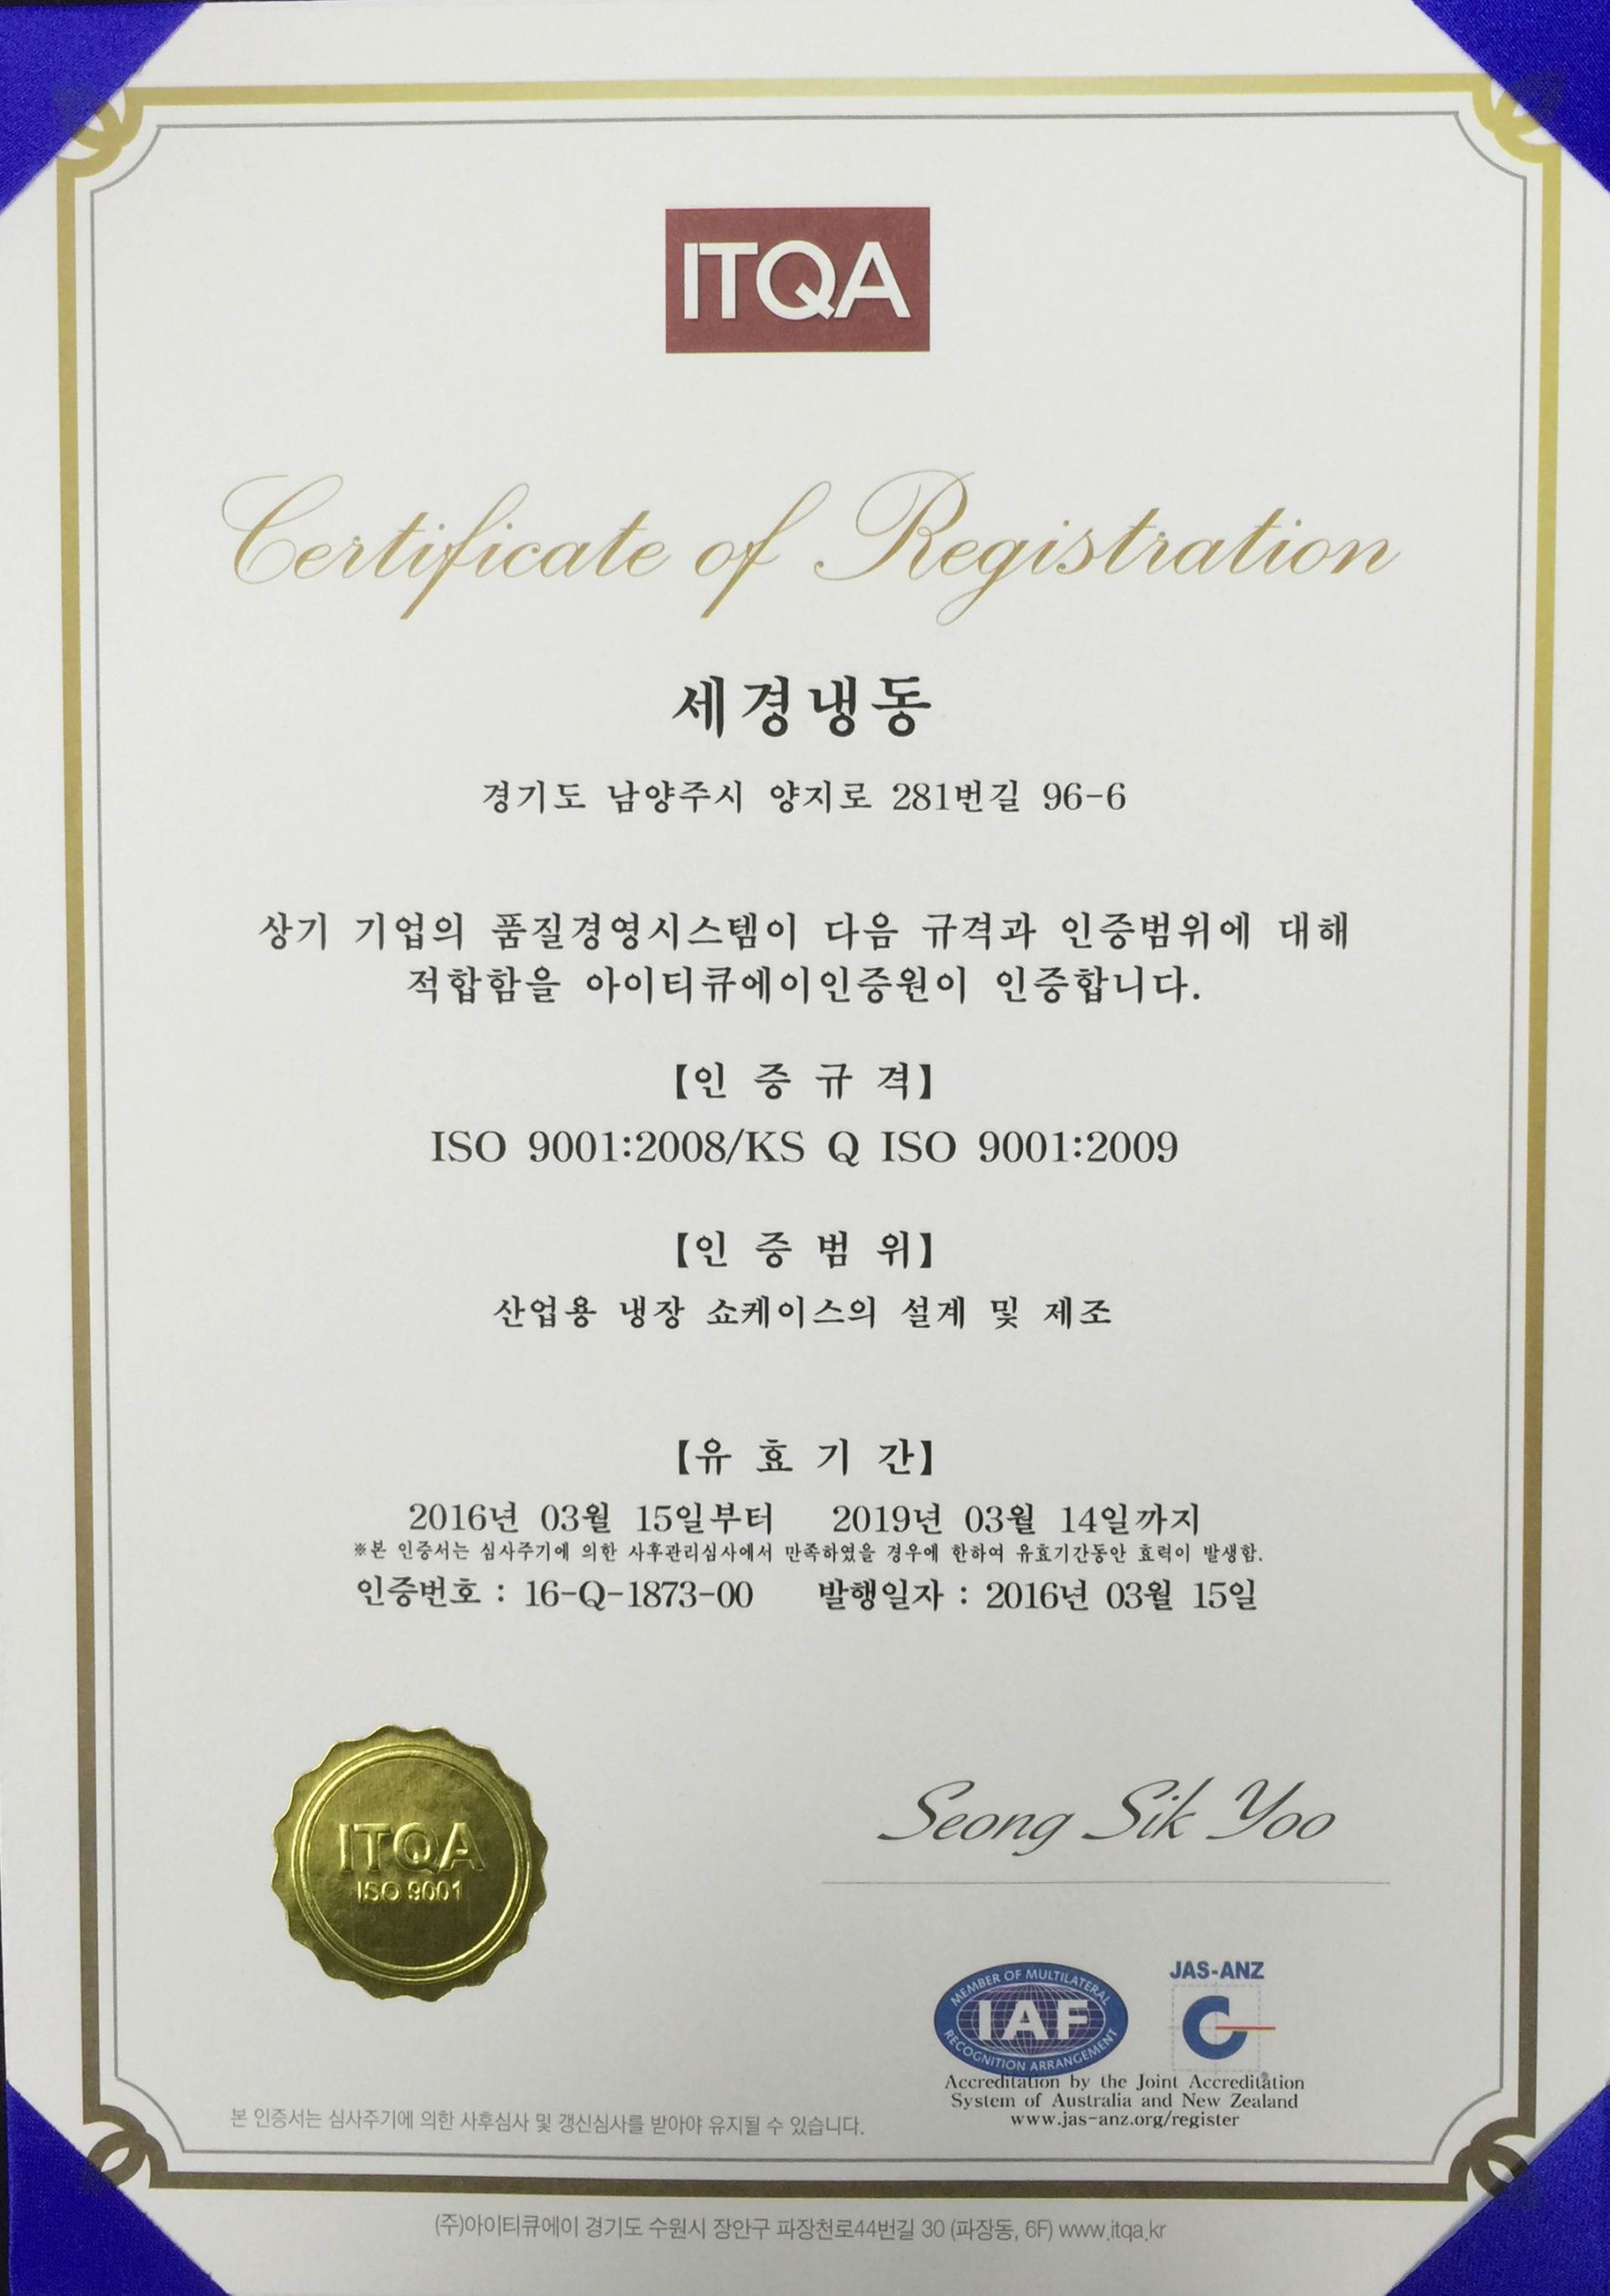 ITQA
Certificate of Registration
세경냉동
경기도 남양주시 양지로 281번길 96-6
상기 기업의 품질경영시스템이 다음 규격과 인증범위에 대해
적합함을 아이티큐에이인증원이 인증합니다.
【인 증 규 격】
ISO 9001:2008/KS Q ISO 9001:2009
【인 증 범 위】
산업용 냉장 쇼케이스의 설계 및 제조
【유 효 기 간】
2016년 03월 15일부터 2019년 03월 14일까지
※본 인증서는 심사주기에 의한 사후관리심사에서 만족하였을 경우에 한하여 유효기간동안 효력이 발생함.
인증번호 : 16-Q-1873-00 발행일자 : 2016년 03월 15일
ITQA
ISO 9001
Seong Sik Yoo
MEMBER OF MULTILATERAL
IAF
RECOGNITION ARRANGEMENT
JAS-ANZ
Accreditation by the Joint Accreditation
System of Australia and New Zealand
www.jas-anz.org/register
본 인증서는 심사주기에 의한 사후심사 및 갱신심사를 받아야 유지될 수 있습니다.
(주)아이티큐에이 경기도 수원시 장안구 파장천로44번길 30 (파장동, 6F) www.itqa.kr